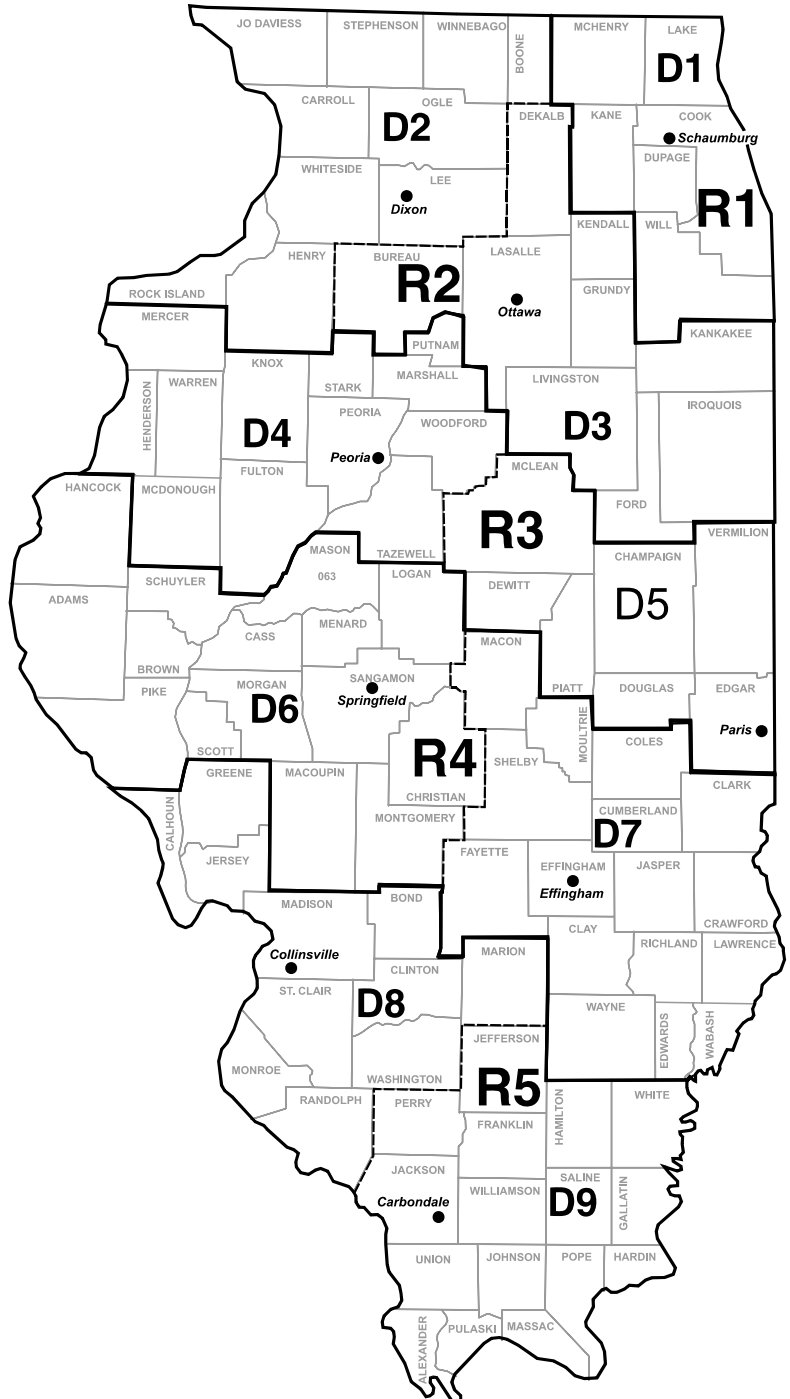 JO DAVIESS
STEPHENSON
WINNEBAGO
BOONE
MCHENRY
LAKE
D1
CARROLL
OGLE
D2
DEKALB
KANE
COOK
Schaumburg
DUPAGE
WHITESIDE
LEE
Dixon
R1
KENDALL
WILL
HENRY
BUREAU
LASALLE
R2
ROCK ISLAND
GRUNDY
Ottawa
MERCER
KANKAKEE
PUTNAM
KNOX
STARK
MARSHALL
LIVINGSTON
HENDERSON
WARREN
PEORIA
WOODFORD
IROQUOIS
D4
D3
Peoria
FULTON
MCLEAN
HANCOCK
MCDONOUGH
FORD
R3
VERMILION
MASON
TAZEWELL
CHAMPAIGN
063
LOGAN
SCHUYLER
DEWITT
ADAMS
D5
CASS
MENARD
MACON
BROWN
PIKE
MORGAN
SANGAMON
Springfield
PIATT
DOUGLAS
EDGAR
D6
MOULTRIE
Paris
SCOTT
R4
SHELBY
COLES
GREENE
MACOUPIN
CHRISTIAN
CLARK
CALHOUN
MONTGOMERY
CUMBERLAND
D7
JERSEY
FAYETTE
EFFINGHAM
JASPER
Effingham
MADISON
BOND
CRAWFORD
CLAY
RICHLAND
LAWRENCE
MARION
Collinsville
CLINTON
ST. CLAIR
D8
WAYNE
EDWARDS
WABASH
JEFFERSON
MONROE
WASHINGTON
R5
RANDOLPH
PERRY
HAMILTON
WHITE
FRANKLIN
JACKSON
WILLIAMSON
SALINE
D9
GALLATIN
Carbondale
UNION
JOHNSON
POPE
HARDIN
ALEXANDER
PULASKI
MASSAC